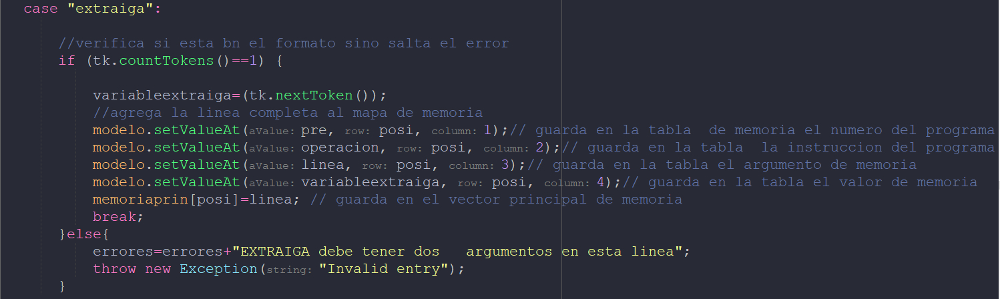 case "extraiga":
//verifica si esta bn el formato sino salta el error
if (tk.countTokens()==1) {
variableextraiga=(tk.nextToken());
//agrega la linea completa al mapa de memoria
modelo.setValueAt(aValue: pre, row: posi, column: 1);// guarda en la tabla  de memoria el numero del programa
modelo.setValueAt(aValue: operacion, row: posi, column: 2);// guarda en la tabla  la instruccion del programa
modelo.setValueAt(aValue: linea, row: posi, column: 3);// guarda en la tabla el argumento de memoria
modelo.setValueAt(aValue: variableextraiga, row: posi, column: 4);// guarda en la tabla el valor de memoria
memoriaprin[posi]=linea; // guarda en el vector principal de memoria
break;
}else{
errores=errores+"EXTRAIGA debe tener dos   argumentos en esta linea";
throw new Exception(string: "Invalid entry");
}